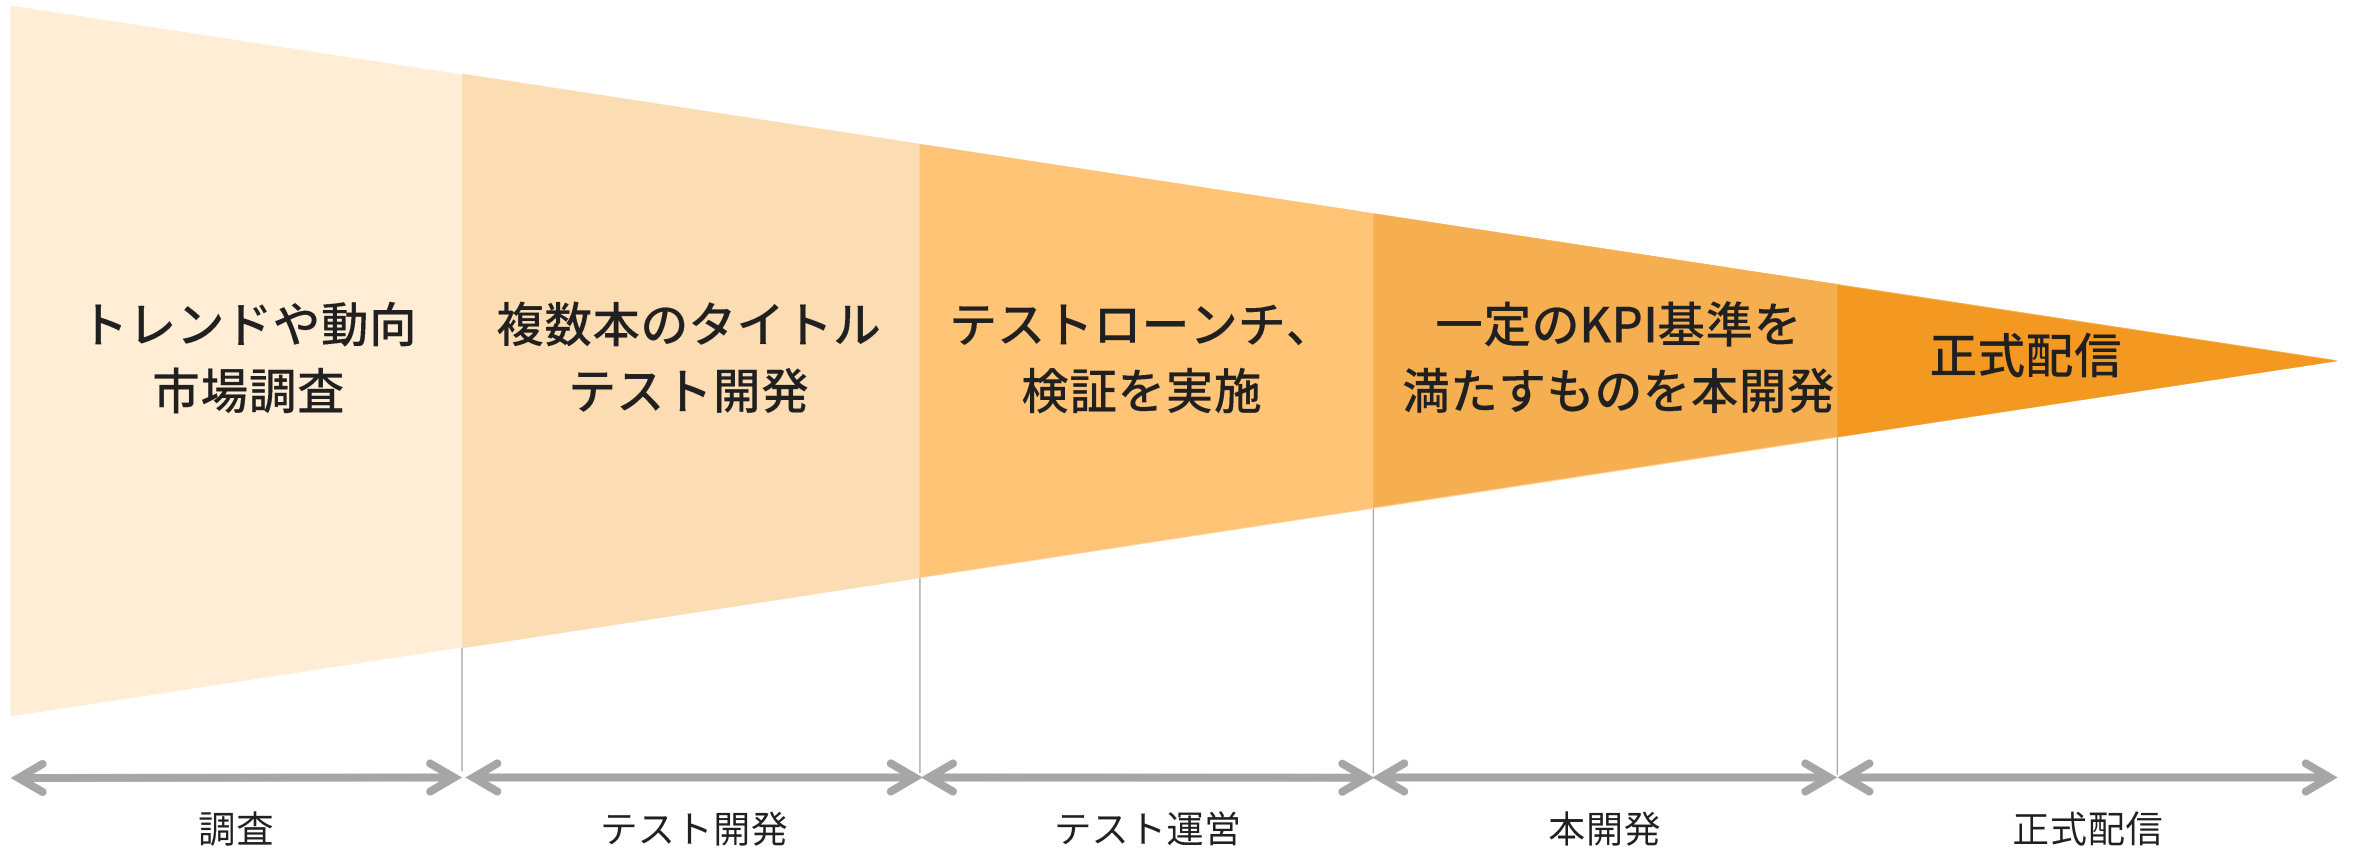 トレンドや動向
市場調査
複数本のタイトル
テスト開発
テストローンチ、
検証を実施
一定のKPI基準を
満たすものを本開発
正式配信
調査
テスト開発
テスト運営
本開発
正式配信